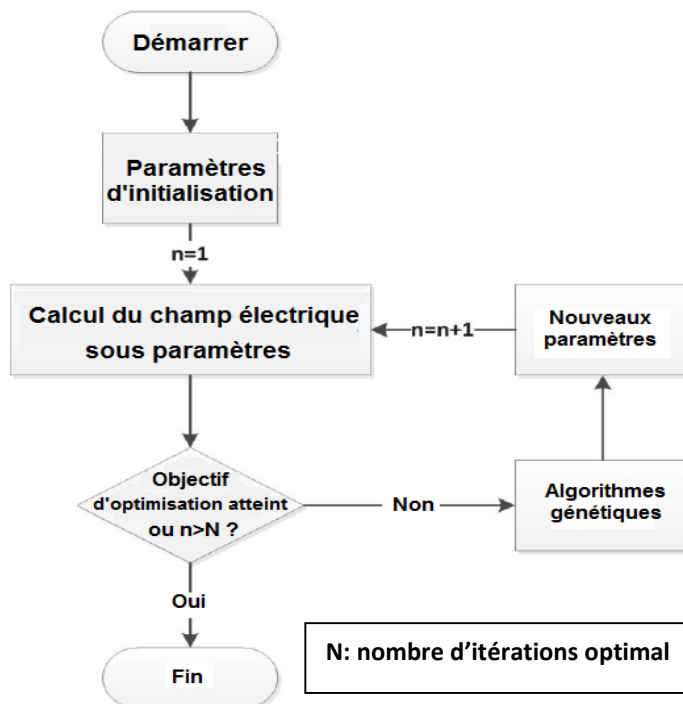 Démarrer
Paramètres
d'initialisation
n=1
Calcul du champ électrique
sous paramètres
n=n+1
Nouveaux
paramètres
Objectif
d'optimisation atteint
ou n>N ?
Non
Algorithmes
génétiques
Oui
Fin
N: nombre d’itérations optimal